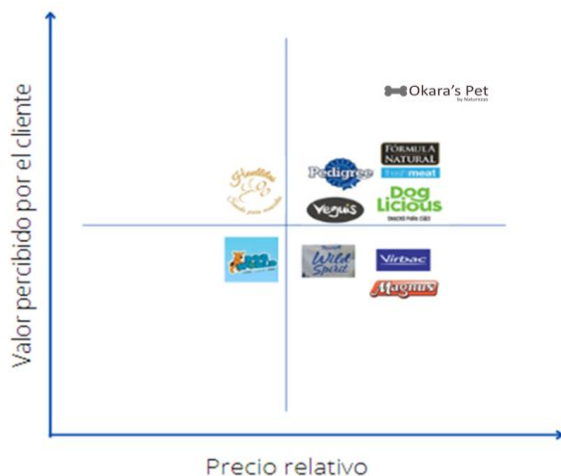 Valor percibido por el cliente
Okara's Pet
by Naturezas
FÓRMULA
NATURAL
fresh meat
Pedigree
Dog
Licious
Vegus
Wild
Spirit
Virbac
Magnus
Precio relativo